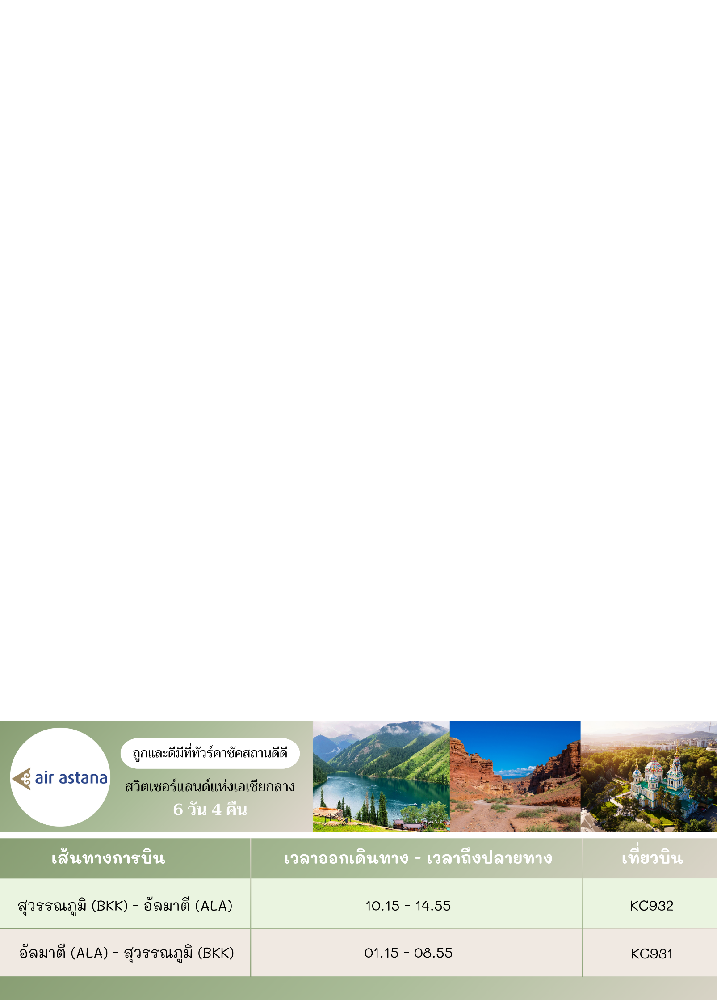 air astana
ถูกและดีมีที่ทัวร์คาซัคสถานดีดี
สวิตเซอร์แลนด์แห่งเอเชียกลาง
6 วัน 4 คืน
เส้นทางการบิน เวลาออกเดินทาง - เวลาถึงปลายทาง เที่ยวบิน
สุวรรณภูมิ (BKK) - อัลมาตี (ALA) 10.15 - 14.55 KC932
อัลมาตี (ALA) - สุวรรณภูมิ (BKK) 01.15 - 08.55 KC931